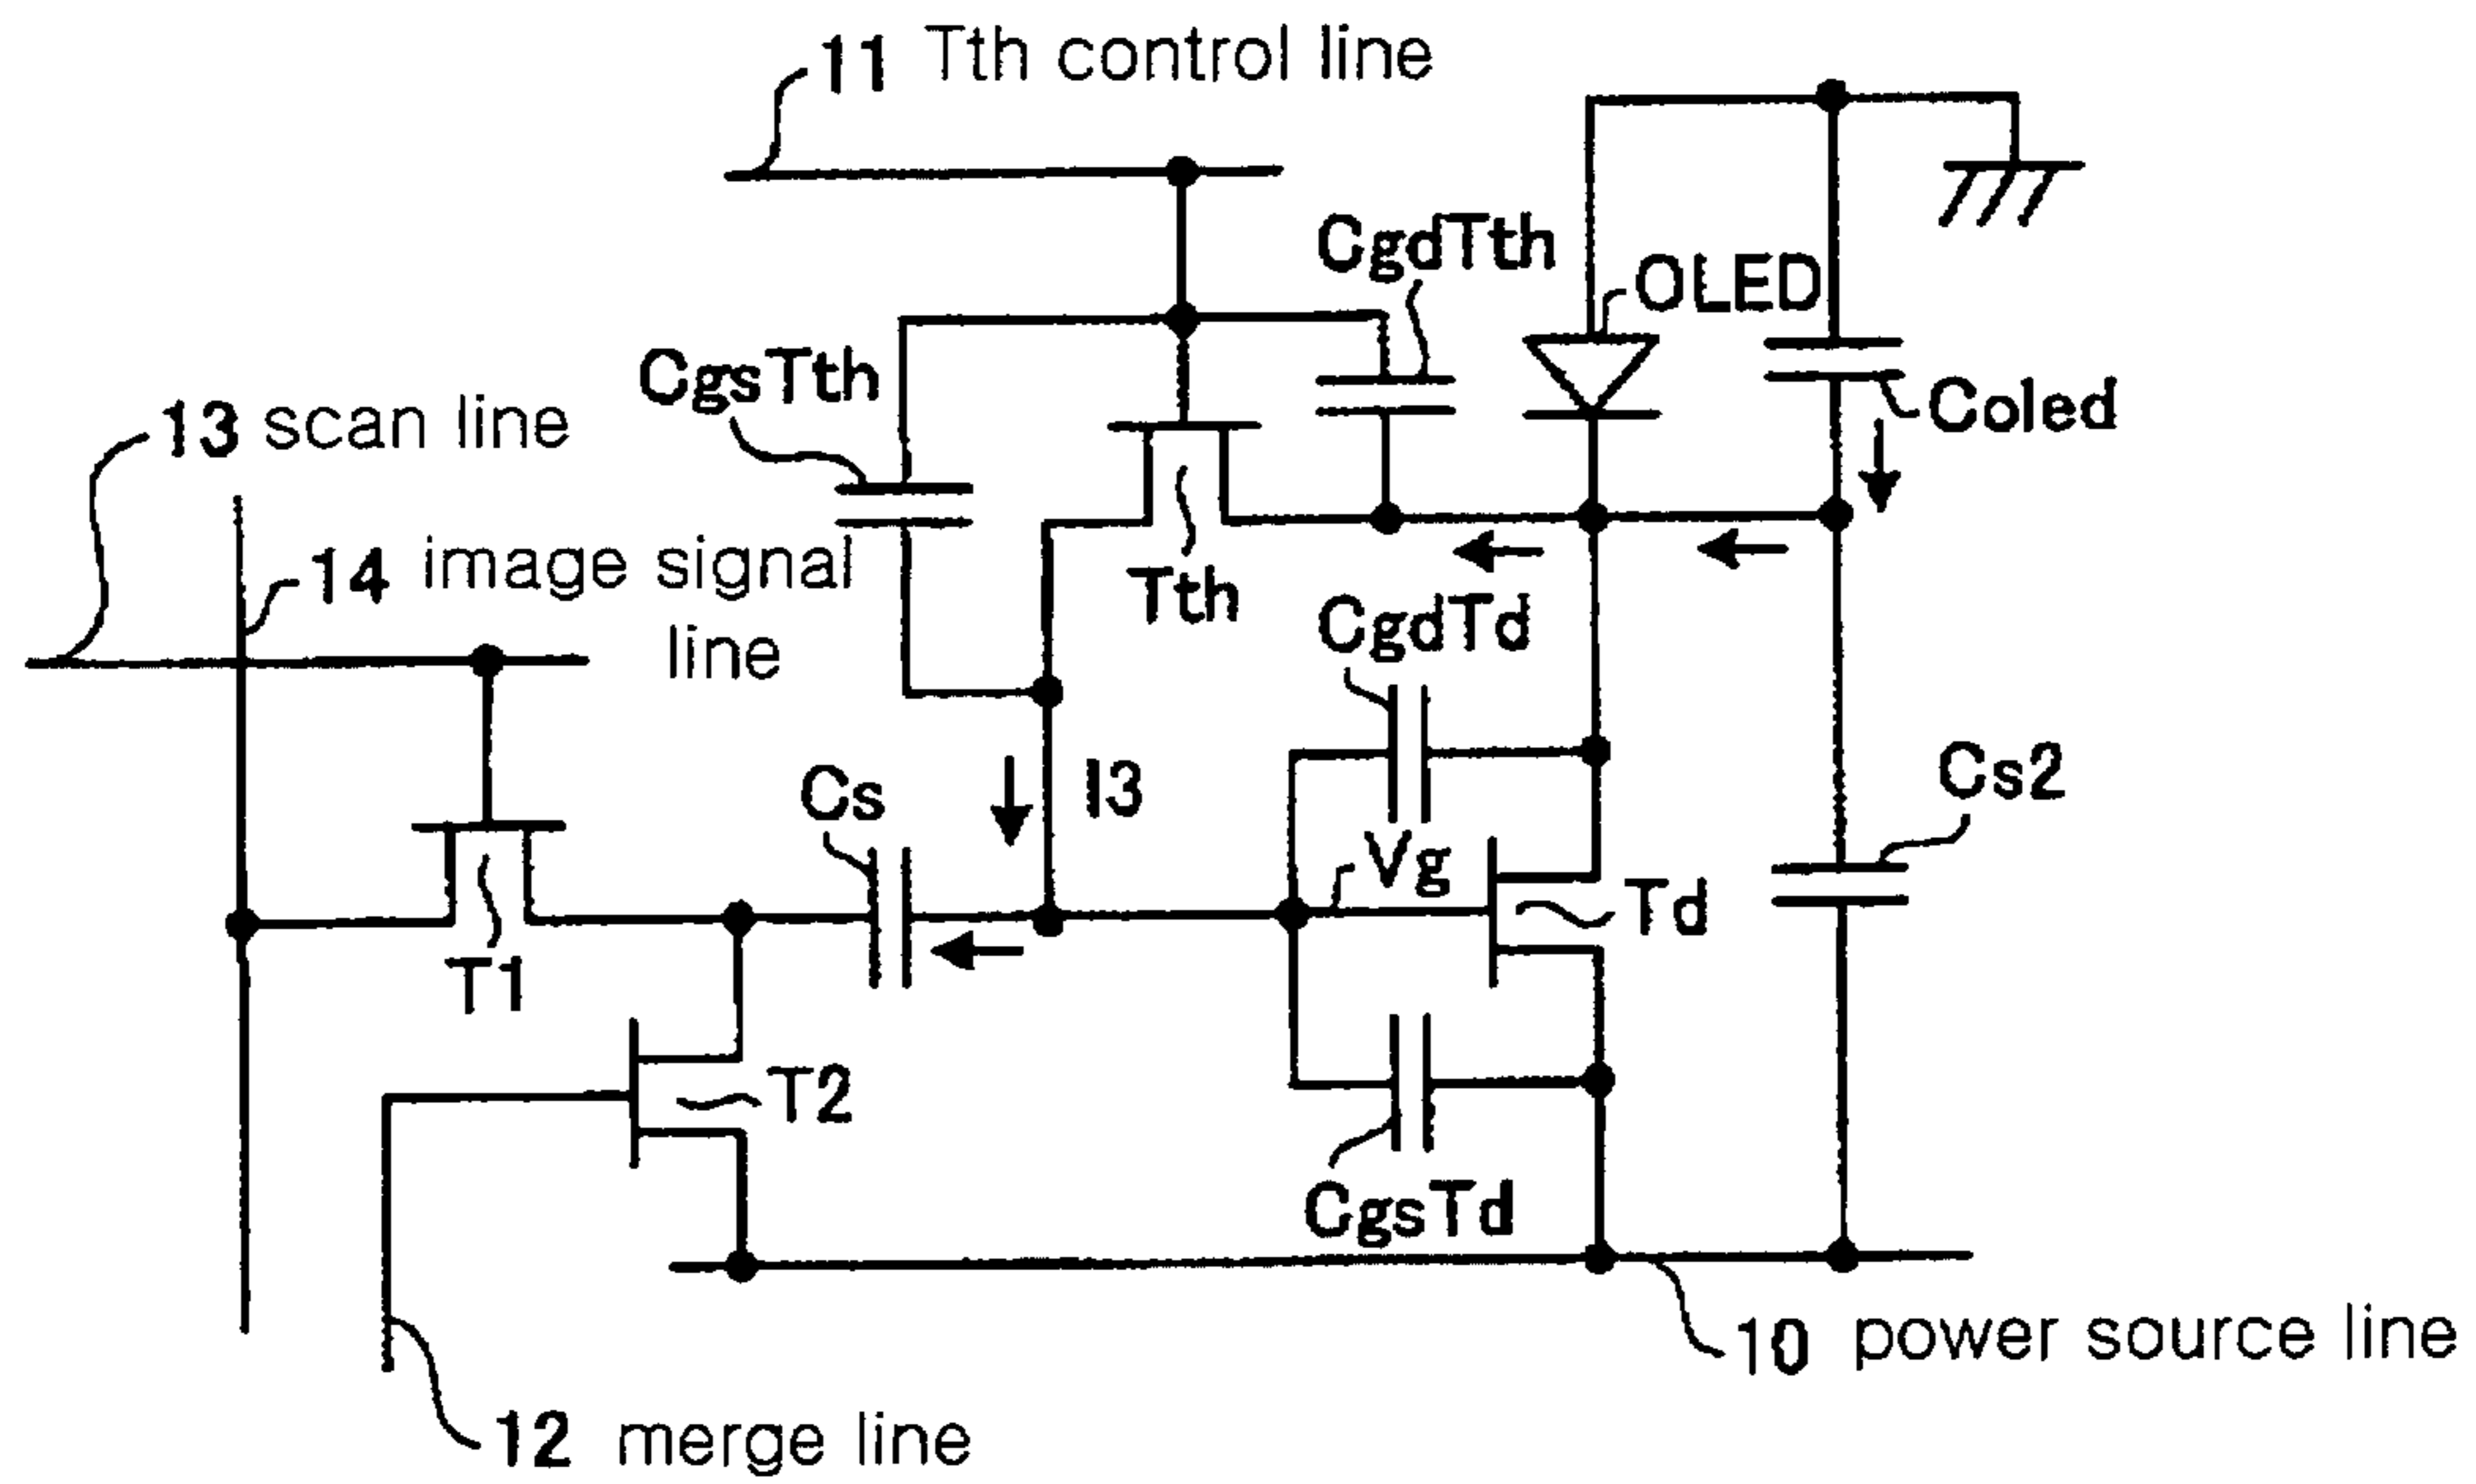 11 Tth control line
CgdTth
OLED
CgsTth
Coled
13 scan line
14 image signal
line
Tth
CgdTd
Cs
I3
Cs2
Vg
Td
T1
T2
CgsTd
10 power source line
12 merge line